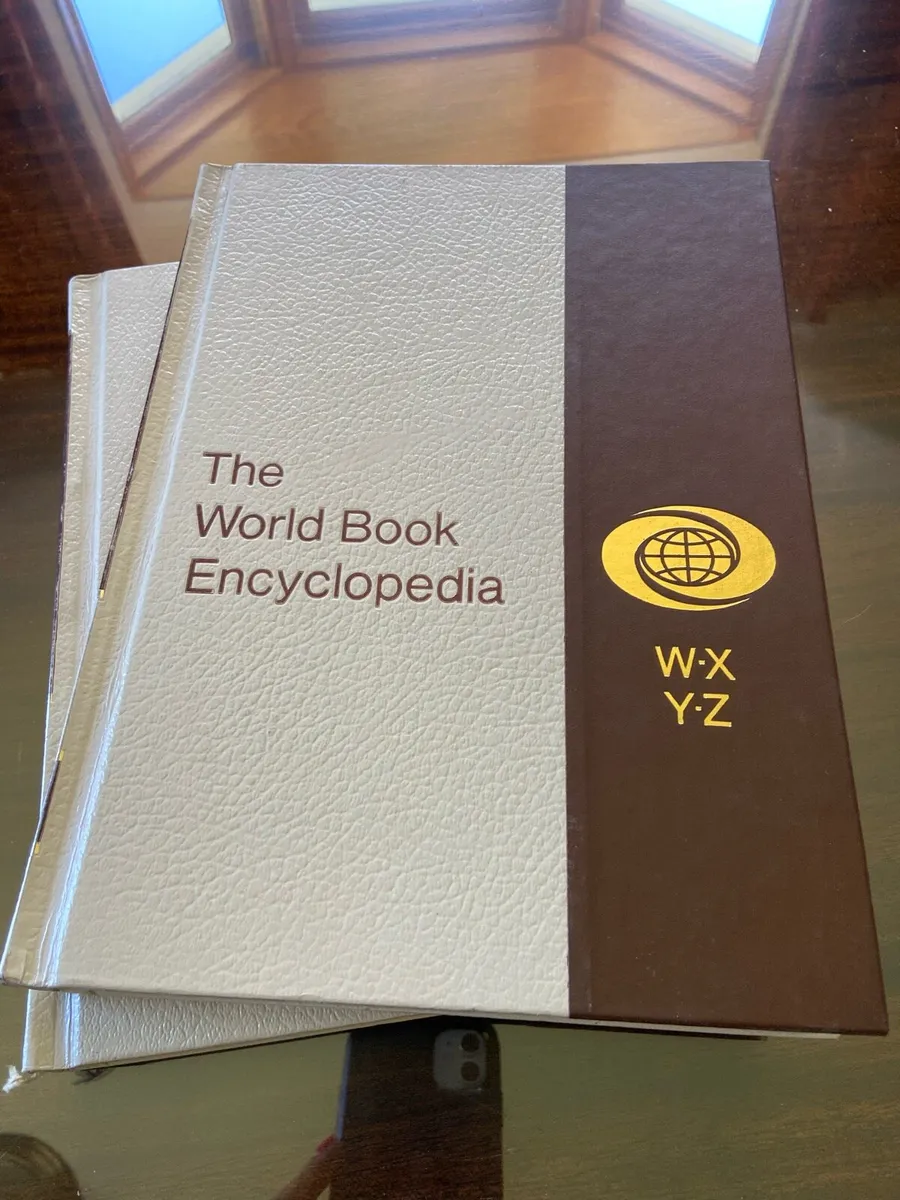 The
World Book
Encyclopedia
W·X
Y·Z